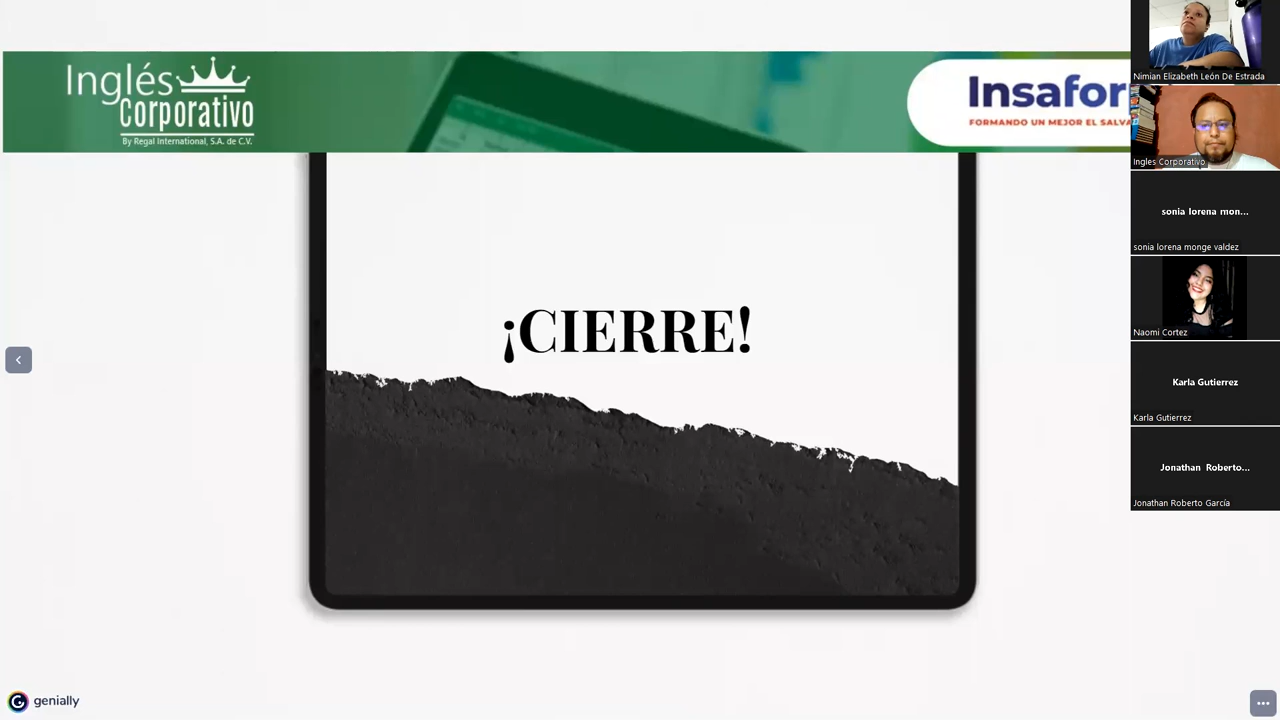 Inglés
Corporativo
By Regal International, S.A. de C.V.
Insafor
FORMANDO UN MEJOR EL SALVA
¡CIERRE!
genially
Nimian Elizabeth León De Estrada
Ingles Corporativo
sonia lorena mon...
sonia lorena monge valdez
Naomi Cortez
Karla Gutierrez
Karla Gutierrez
Jonathan Roberto...
Jonathan Roberto García